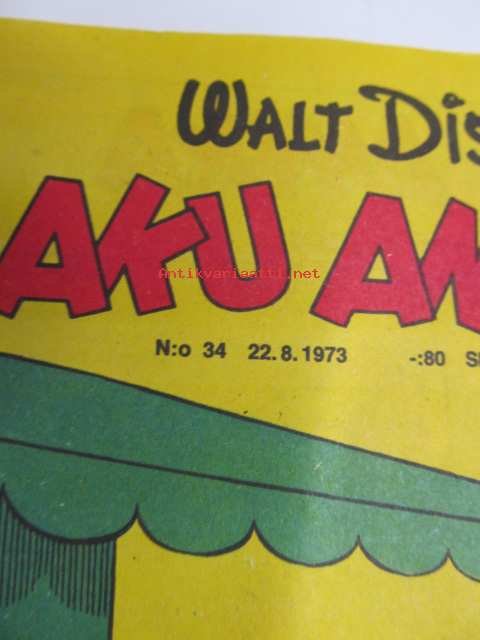 WALT DIS
AKU AN
Antikvariaatti.net
N:o 34 22.8.1973 -:80 S